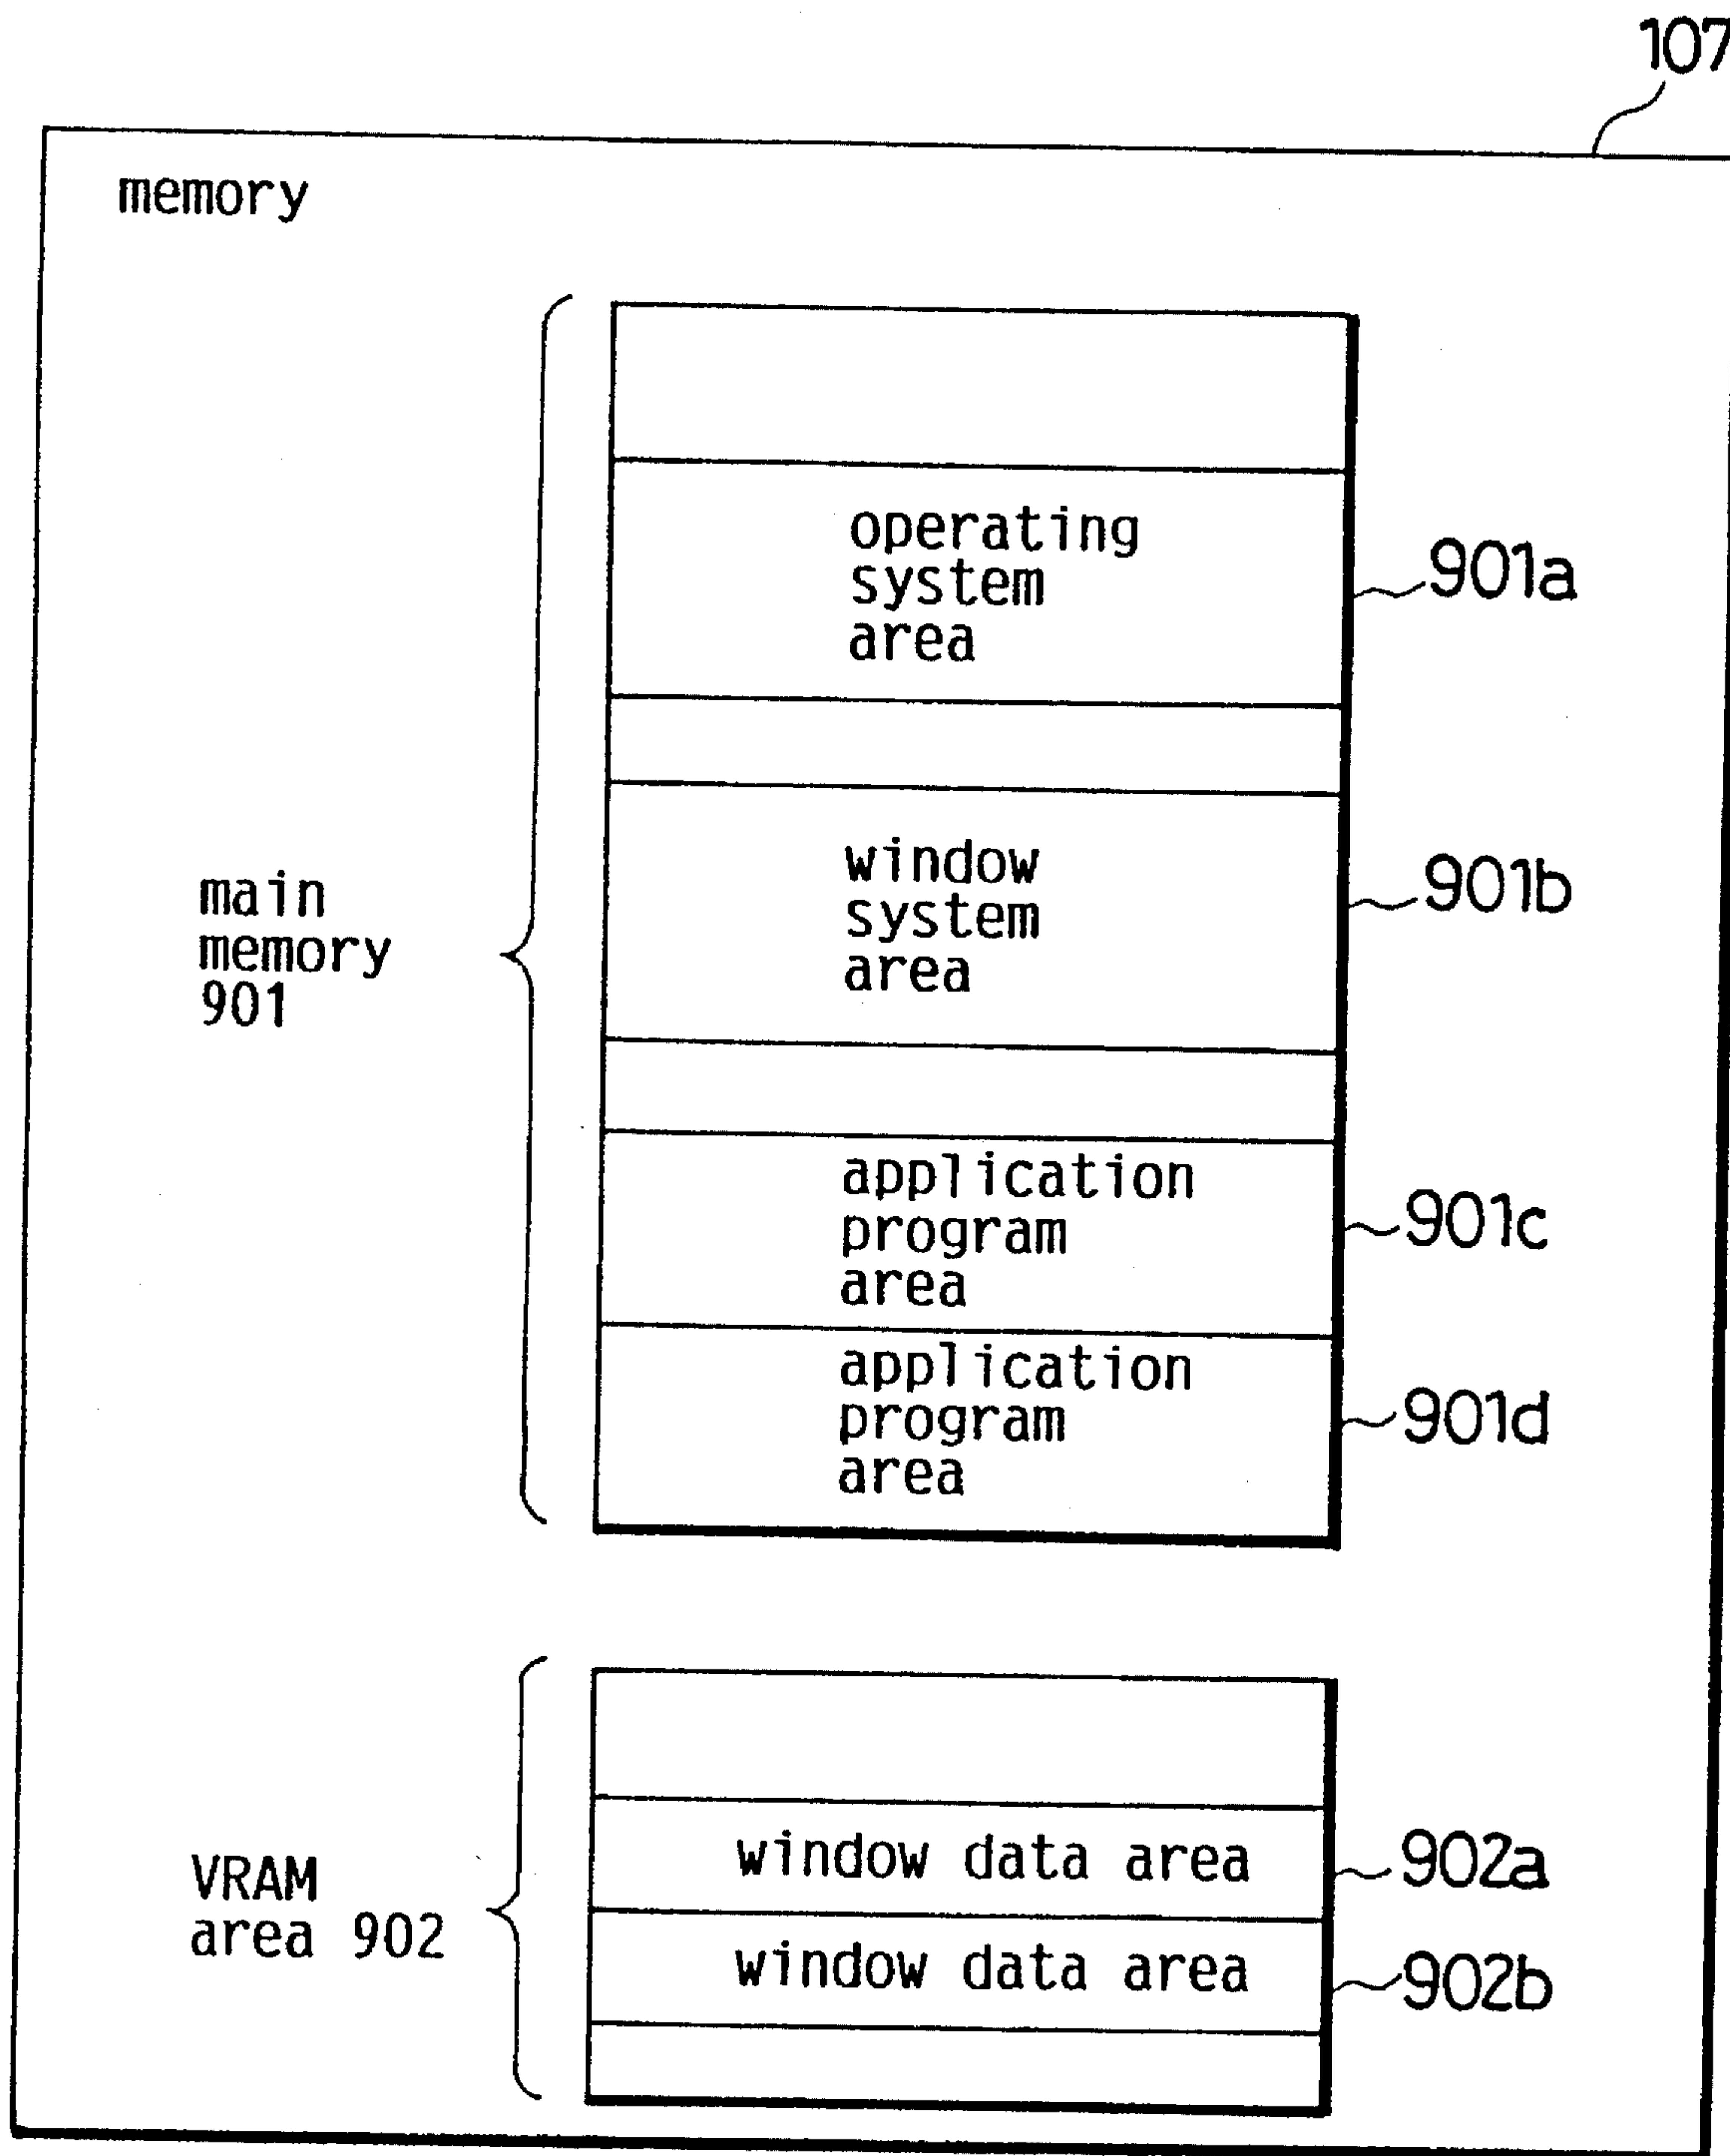 107
memory
operating
system
area
901a
window
system
area
901b
main
memory
901
application
program
area
901c
application
program
area
901d
window data area
902a
VRAM
area 902
window data area
902b